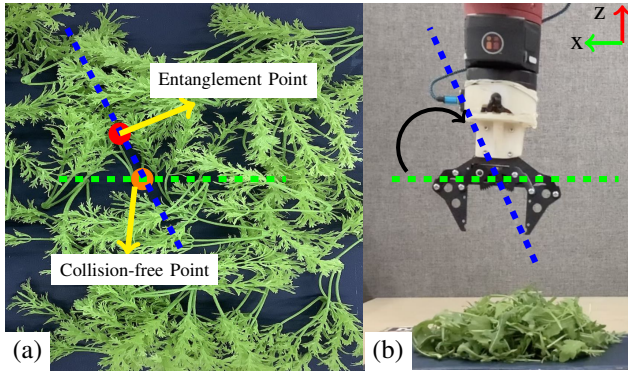 Entanglement Point
Collision-free Point
(a)
z
x
(b)